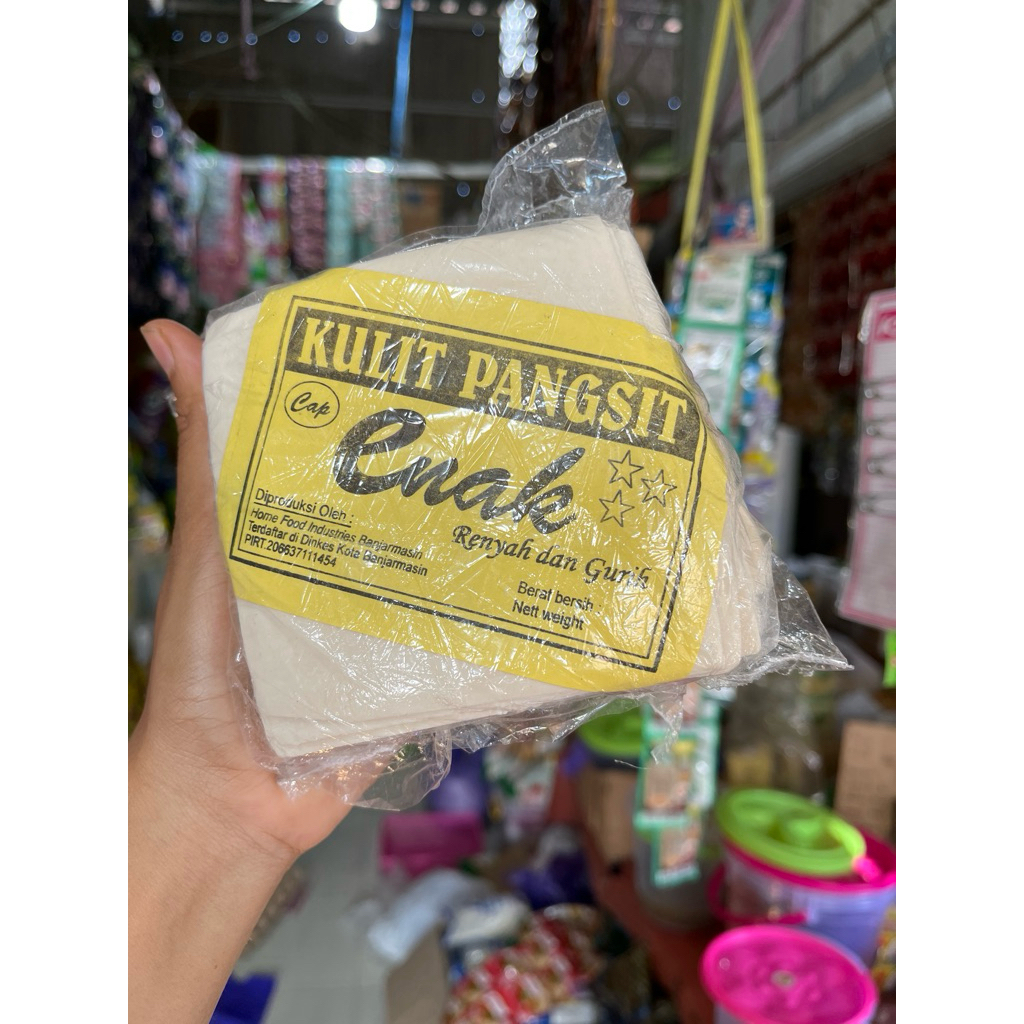 KULIT PANGSIT
Cap
Enak
Renyah dan Gurih
Diproduksi Oleh :
Home Food Industries Banjarmasin
Terdaftar di Dinkes Kota Banjarmasin
PIRT.206637111454
Berat bersih
Nett weight